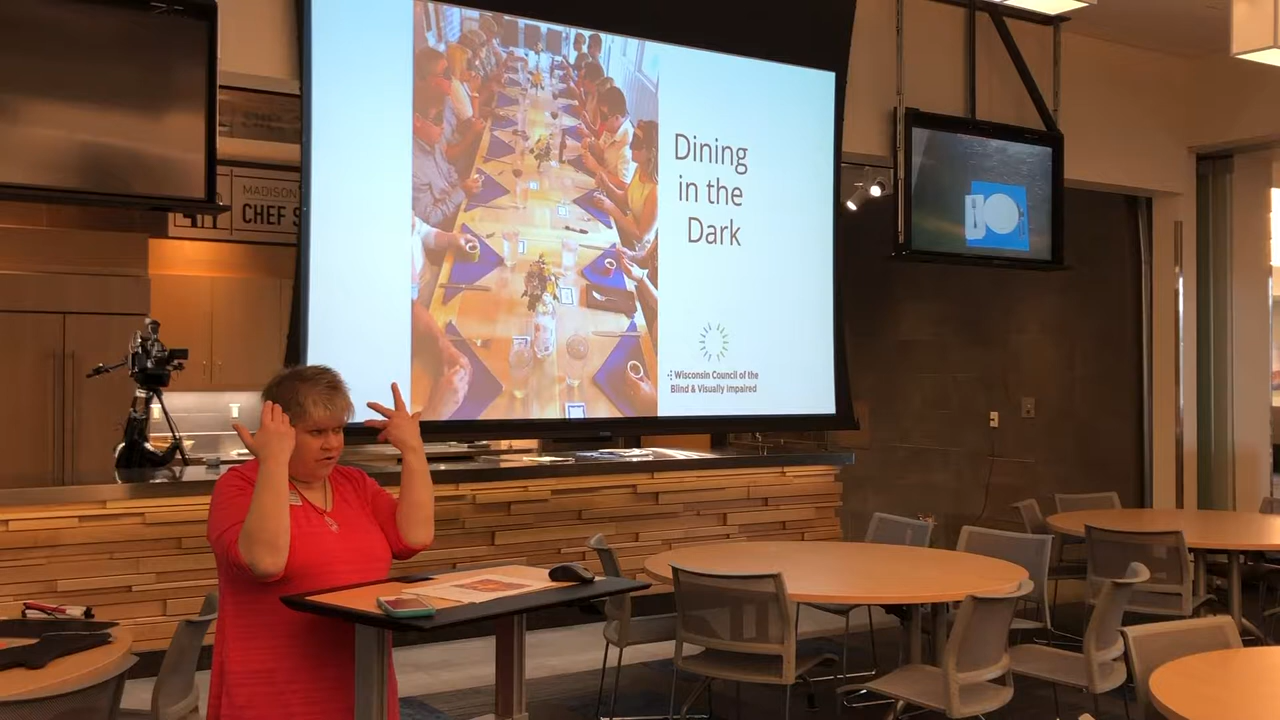 MADISON
CHEF S
Dining
in the
Dark
Wisconsin Council of the
Blind & Visually Impaired